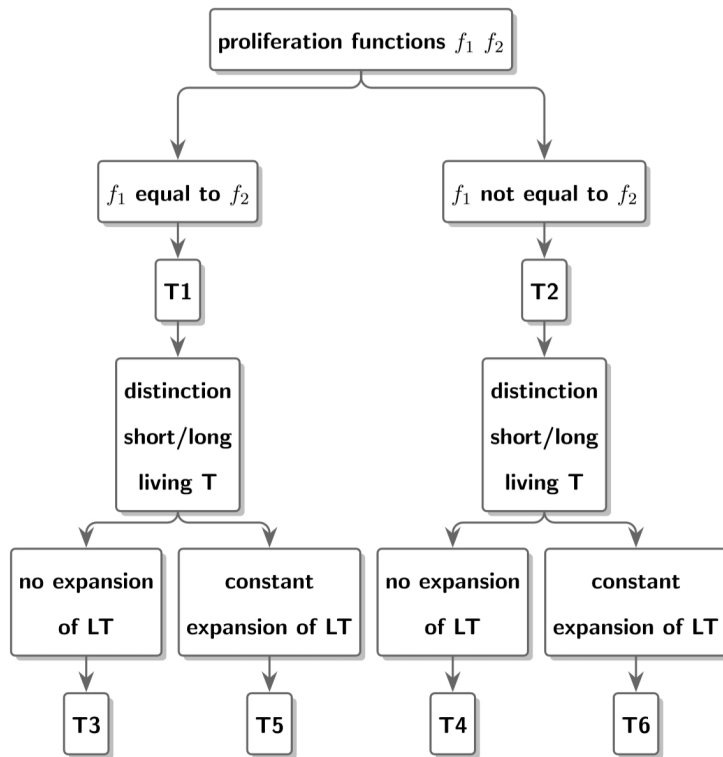 proliferation functions f₁ f₂
f₁ equal to f₂
f₁ not equal to f₂
T1
T2
distinction
short/long
living T
distinction
short/long
living T
no expansion
of LT
constant
expansion of LT
no expansion
of LT
constant
expansion of LT
T3
T5
T4
T6